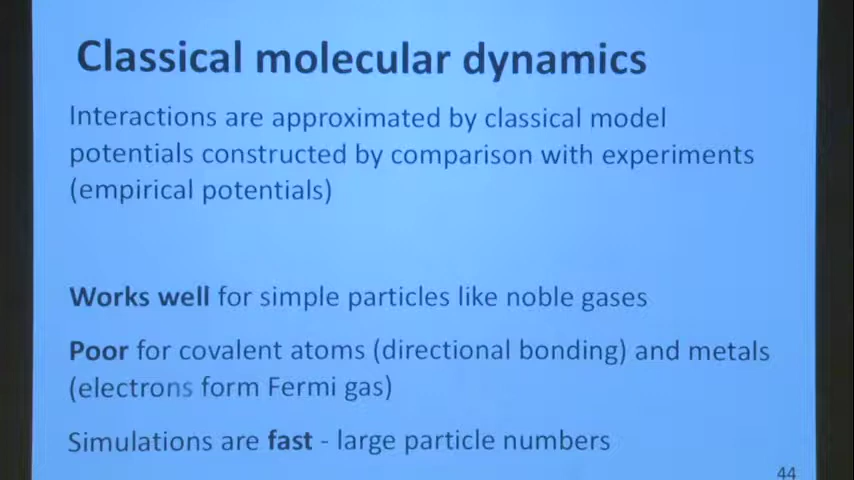 Classical molecular dynamics
Interactions are approximated by classical model
potentials constructed by comparison with experiments
(empirical potentials)
Works well for simple particles like noble gases
Poor for covalent atoms (directional bonding) and metals
(electrons form Fermi gas)
Simulations are fast - large particle numbers
44